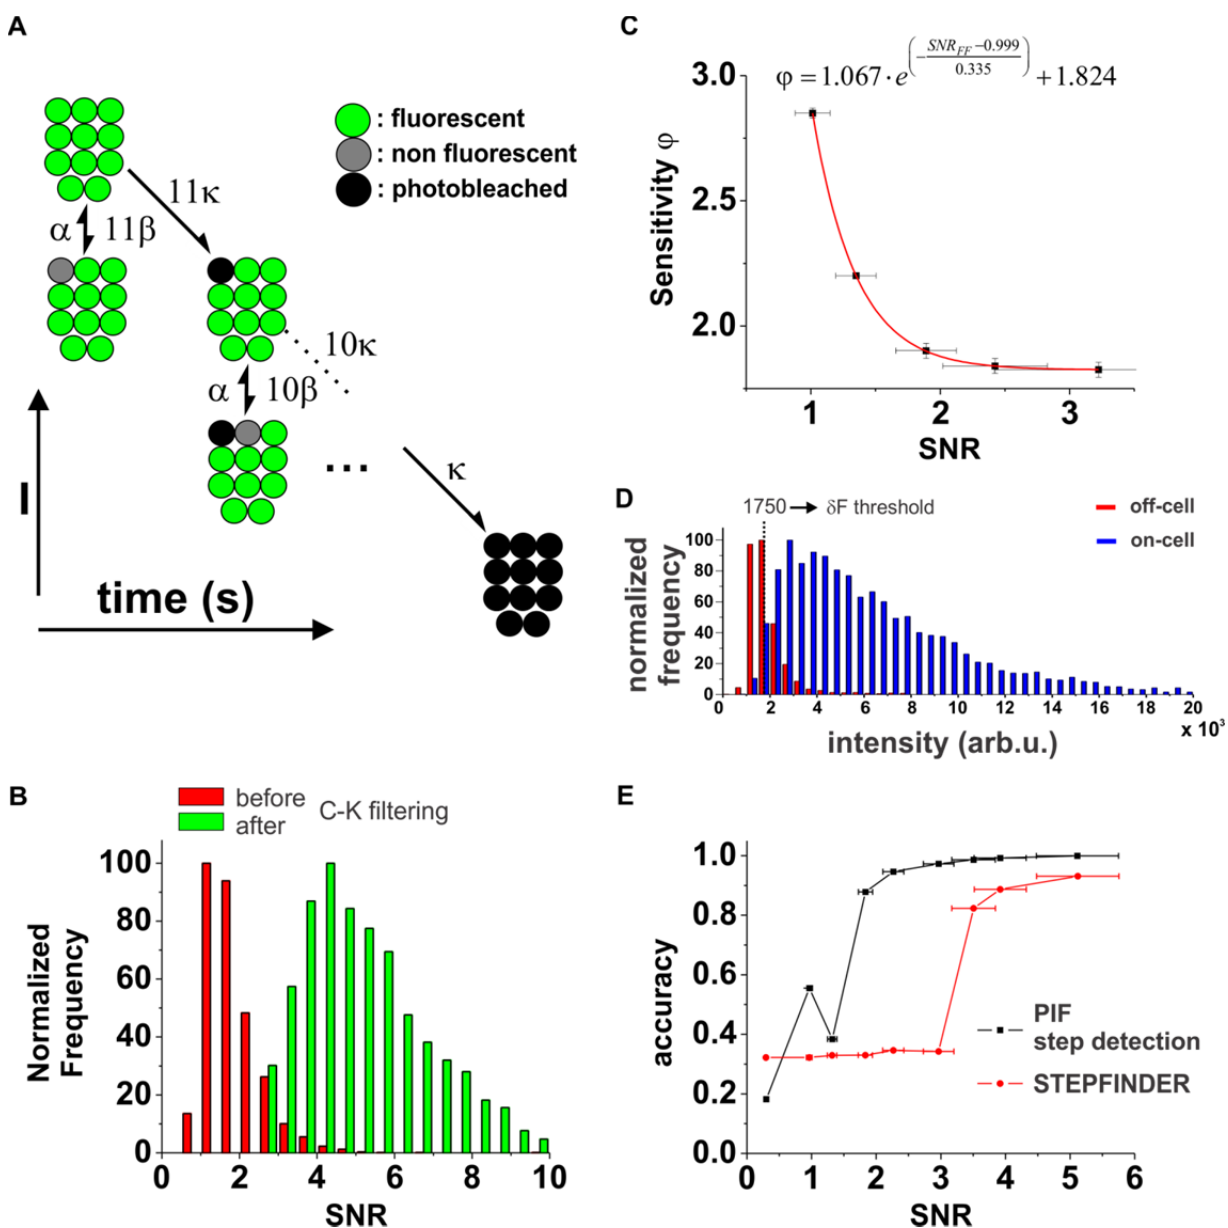 A
: fluorescent
: non fluorescent
: photobleached
11κ
α
11β
10κ
α
10β
...
κ
I
time (s)
B
before
after
C-K filtering
Normalized
Frequency
100
80
60
40
20
0
0
2
4
6
8
10
SNR
C
φ=1.067·e^(-(SNR_FF-0.999)/0.335)+1.824
Sensitivity φ
3.0
2.5
2.0
1
2
3
SNR
D
1750
δF threshold
off-cell
on-cell
normalized
frequency
100
80
60
40
20
0
0
2
4
6
8
10
12
14
16
18
20
x 10³
intensity (arb.u.)
E
accuracy
1.0
0.8
0.6
0.4
0.2
0.0
0
1
2
3
4
5
6
SNR
PIF
step detection
STEPFINDER